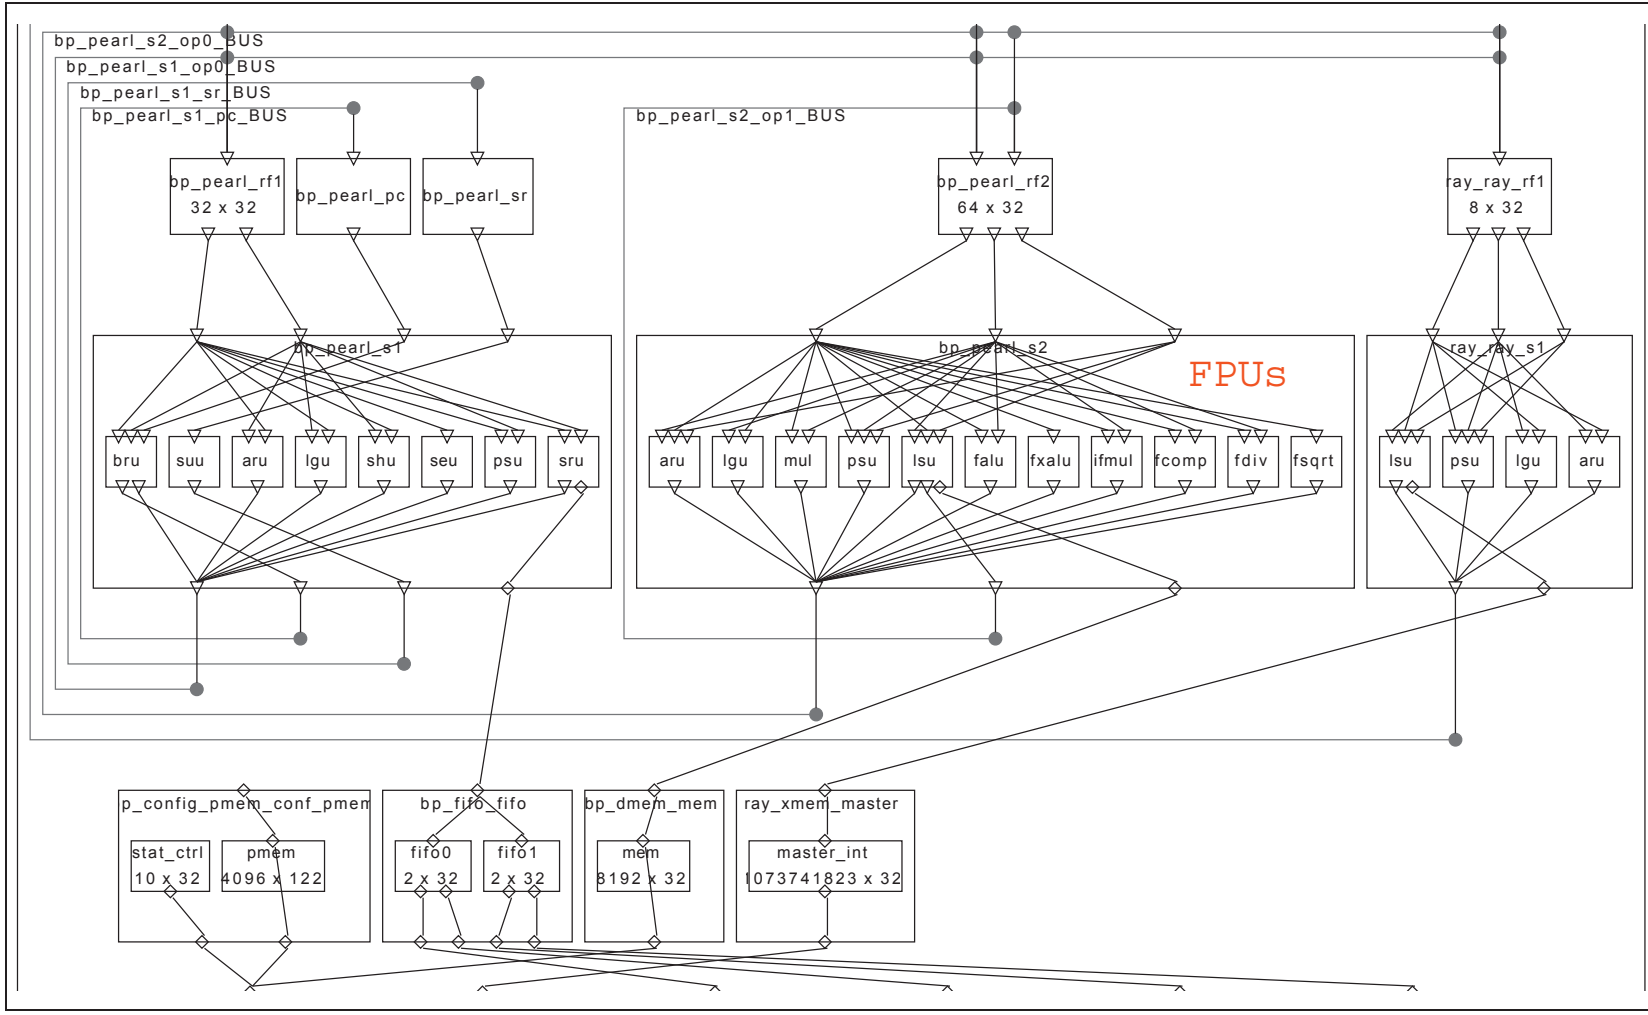 bp_pearl_s2_op0_BUS
bp_pearl_s1_op0_BUS
bp_pearl_s1_sr_BUS
bp_pearl_s1_pc_BUS
bp_pearl_s2_op1_BUS
bp_pearl_rf1
32 x 32
bp_pearl_pc
bp_pearl_sr
bp_pearl_rf2
64 x 32
ray_ray_rf1
8 x 32
bp_pearl_s1
bp_pearl_s2
ray_ray_s1
FPUs
bru
suu
aru
lgu
shu
seu
psu
sru
aru
lgu
mul
psu
lsu
falu
fxalu
ifmul
fcomp
fdiv
fsqrt
lsu
psu
lgu
aru
p_config_pmem_conf_pmem
stat_ctrl
10 x 32
pmem
4096 x 122
bp_fifo_fifo
fifo0
2 x 32
fifo1
2 x 32
bp_dmem_mem
mem
8192 x 32
ray_xmem_master
master_int
1073741823 x 32